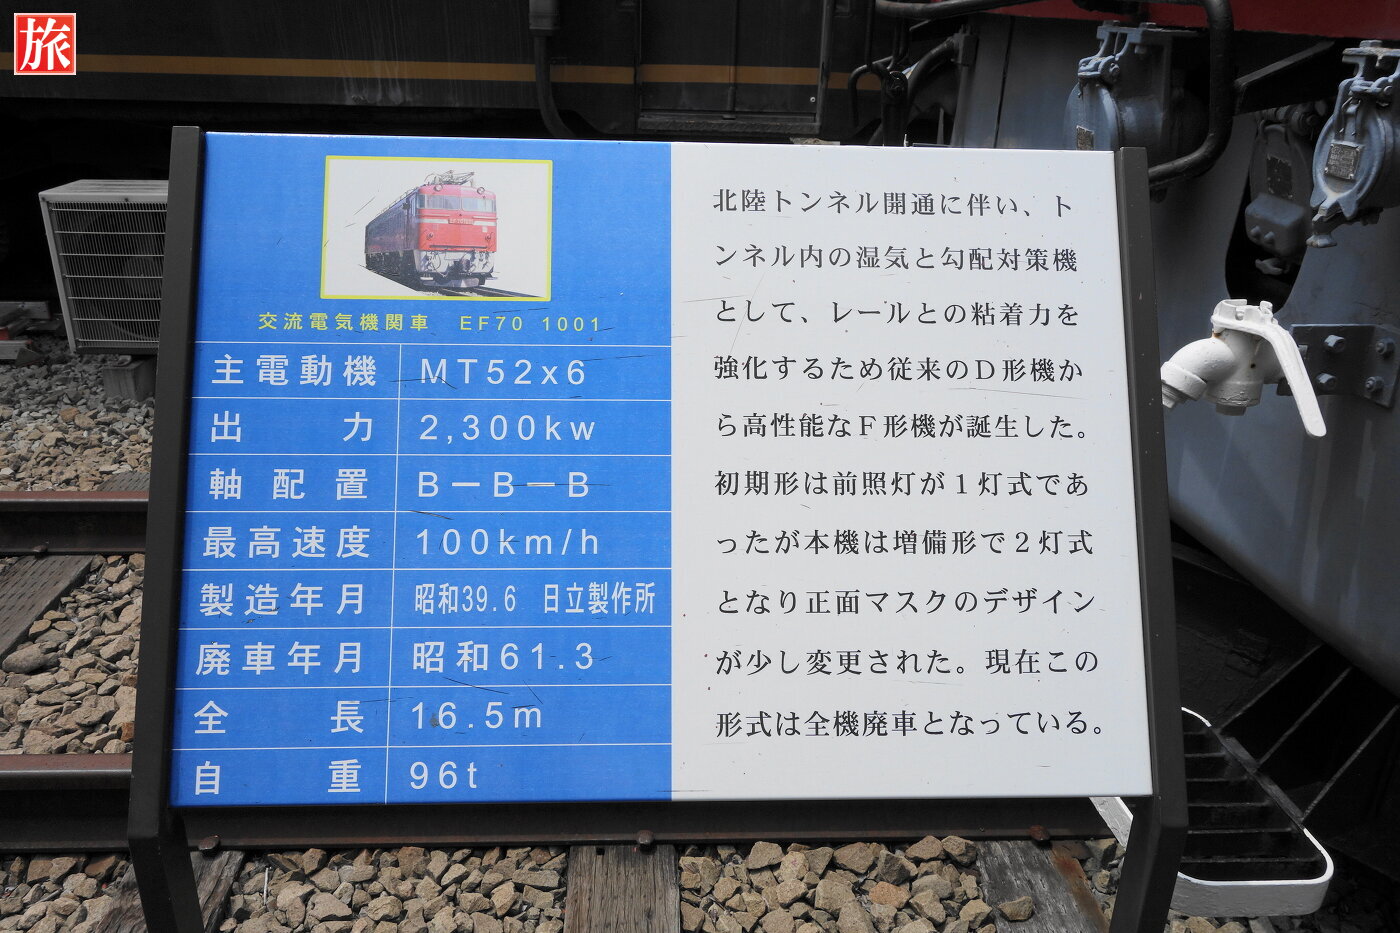 旅
交流電気機関車 EF70 1001
主電動機 MT52x6
出力 2,300kw
軸配置 B－B－B
最高速度 100km/h
製造年月 昭和39.6 日立製作所
廃車年月 昭和61.3
全長 16.5m
自重 96t
北陸トンネル開通に伴い、ト
ンネル内の湿気と勾配対策機
として、レールとの粘着力を
強化するため従来のＤ形機か
ら高性能なＦ形機が誕生した。
初期形は前照灯が１灯式であ
ったが本機は増備形で２灯式
となり正面マスクのデザイン
が少し変更された。現在この
形式は全機廃車となっている。